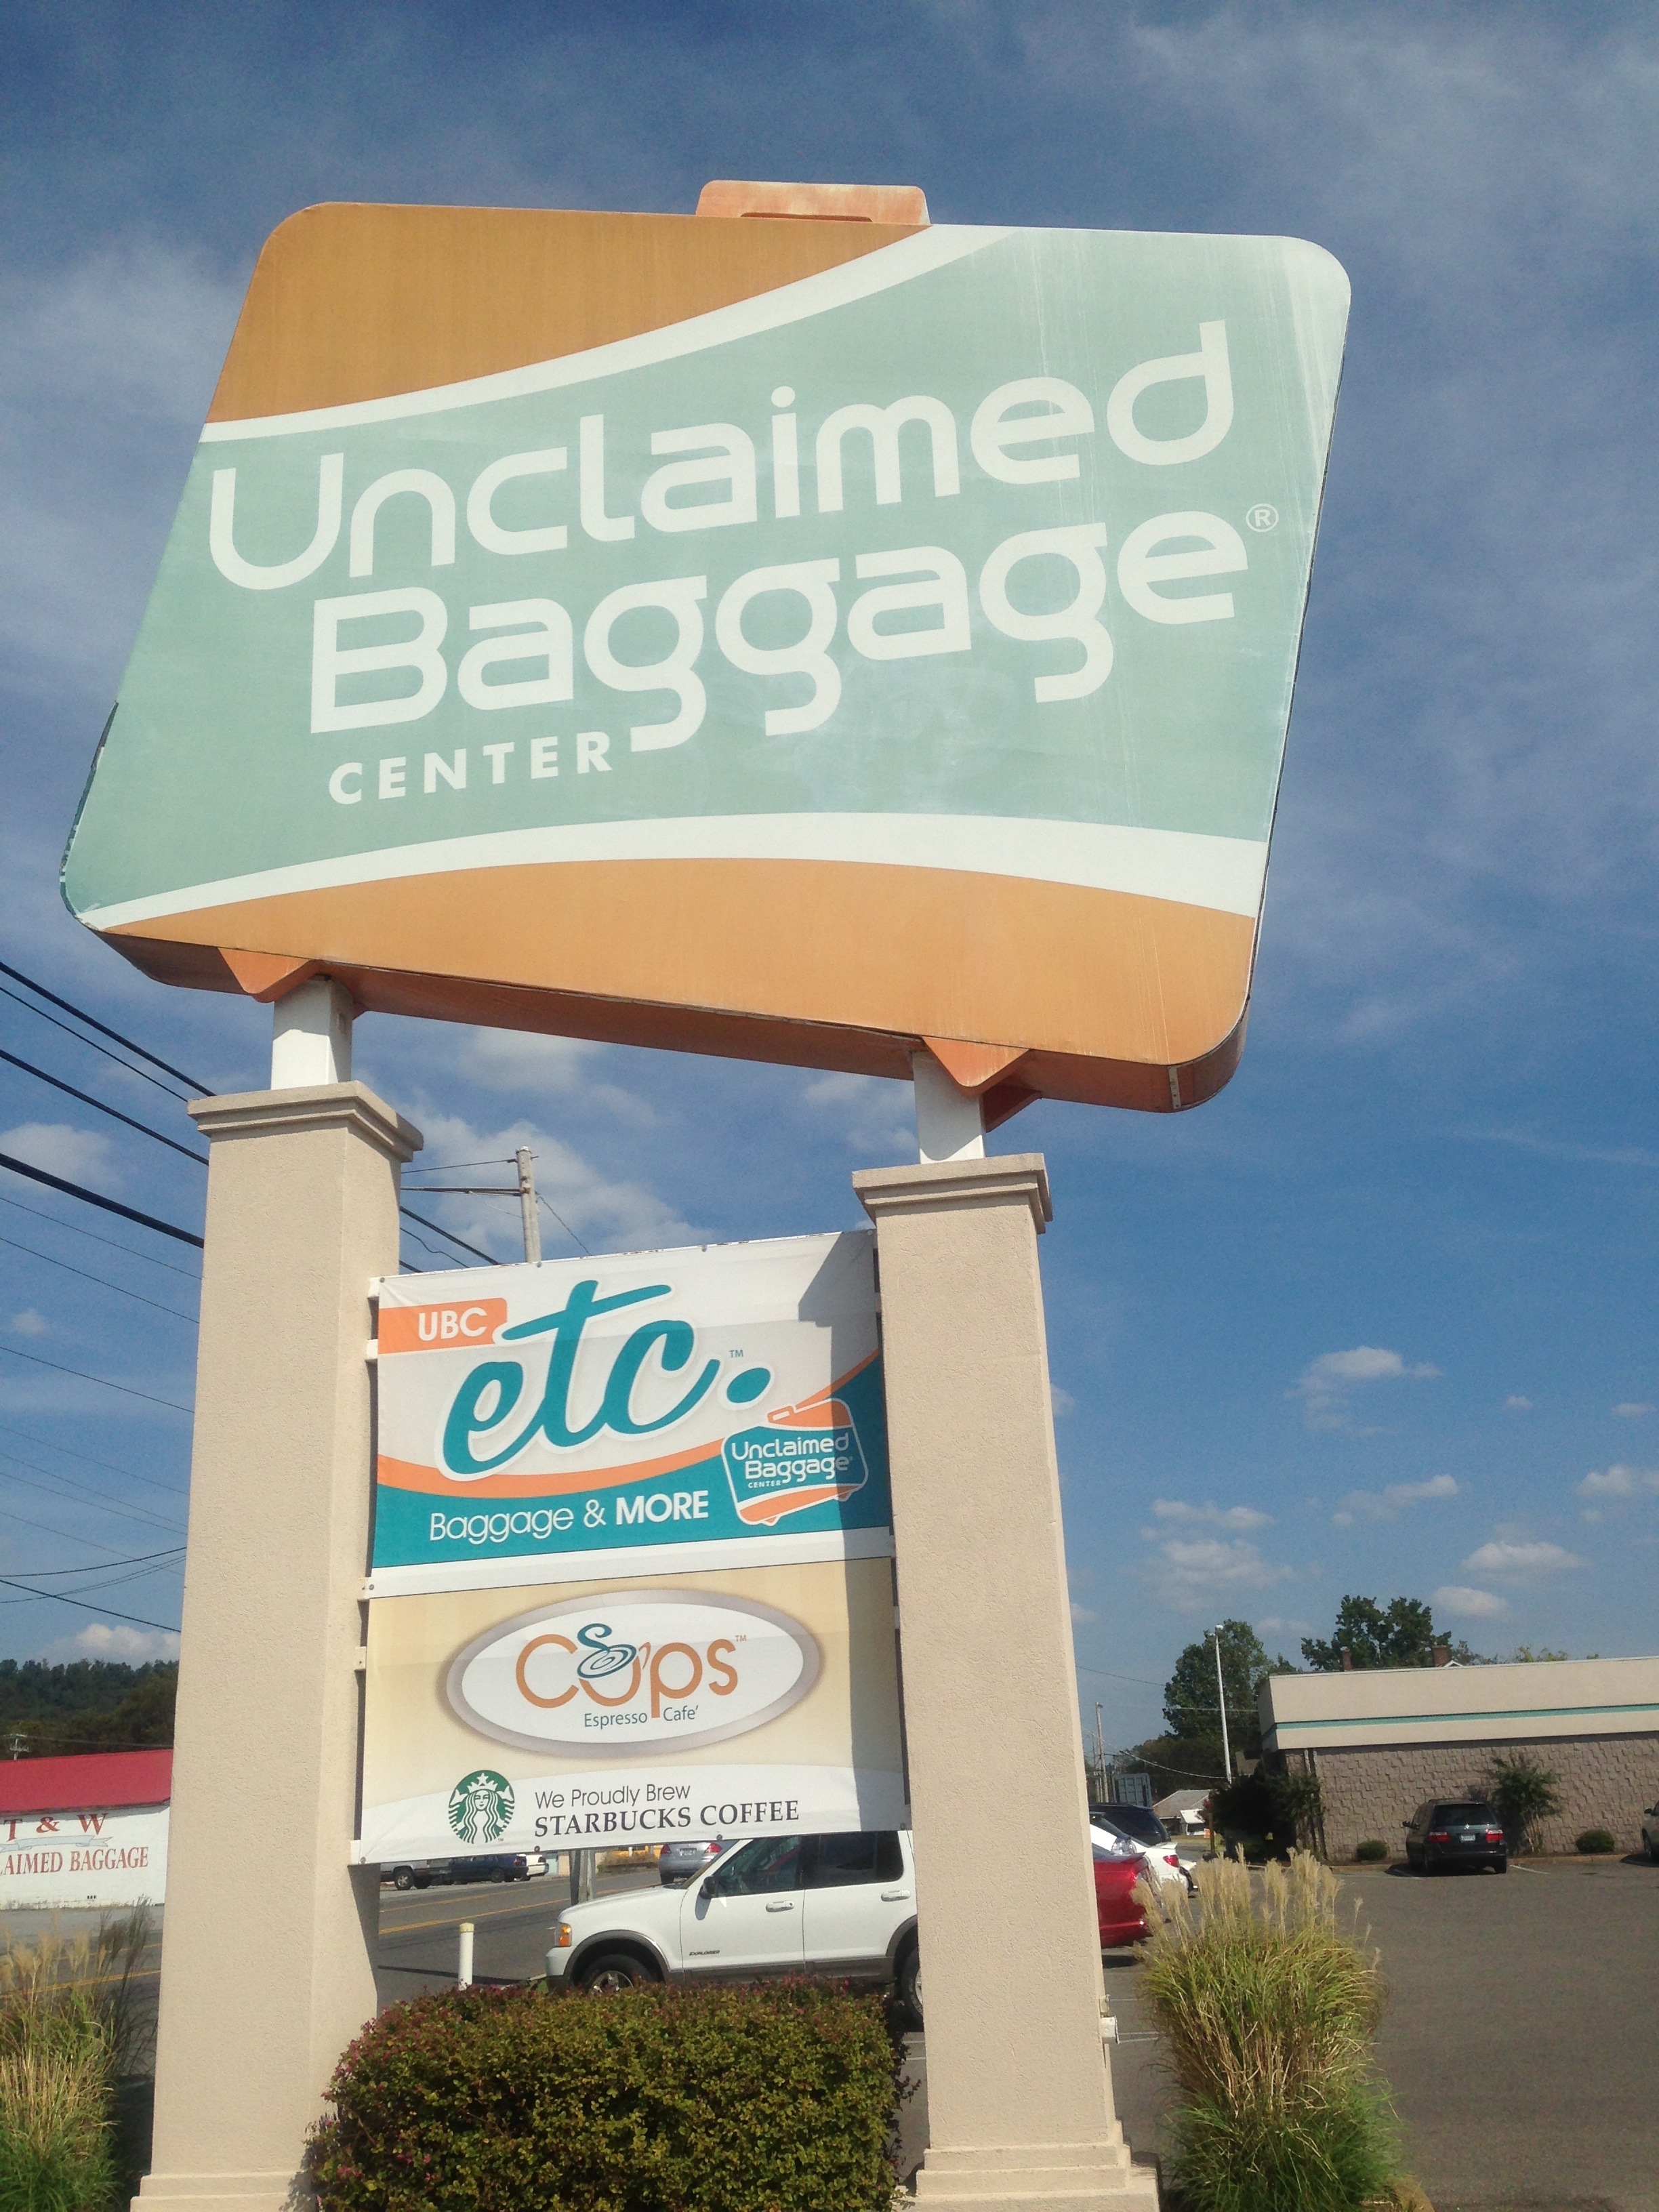 Unclaimed
Baggage®
CENTER
UBC
etc.™
Unclaimed
Baggage
CENTER
Baggage & MORE
Cups™
Espresso Cafe'
We Proudly Brew
STARBUCKS COFFEE
T & W
LAIMED BAGGAGE
EXPLORER